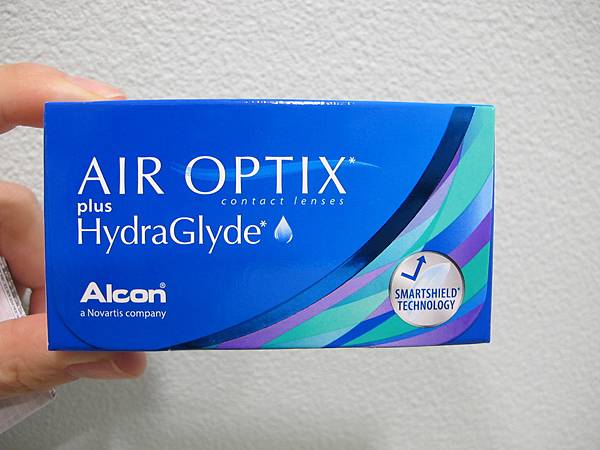 AIR OPTIX*
contact lenses
plus
HydraGlyde*
Alcon®
a Novartis company
SMARTSHIELD*
TECHNOLOGY